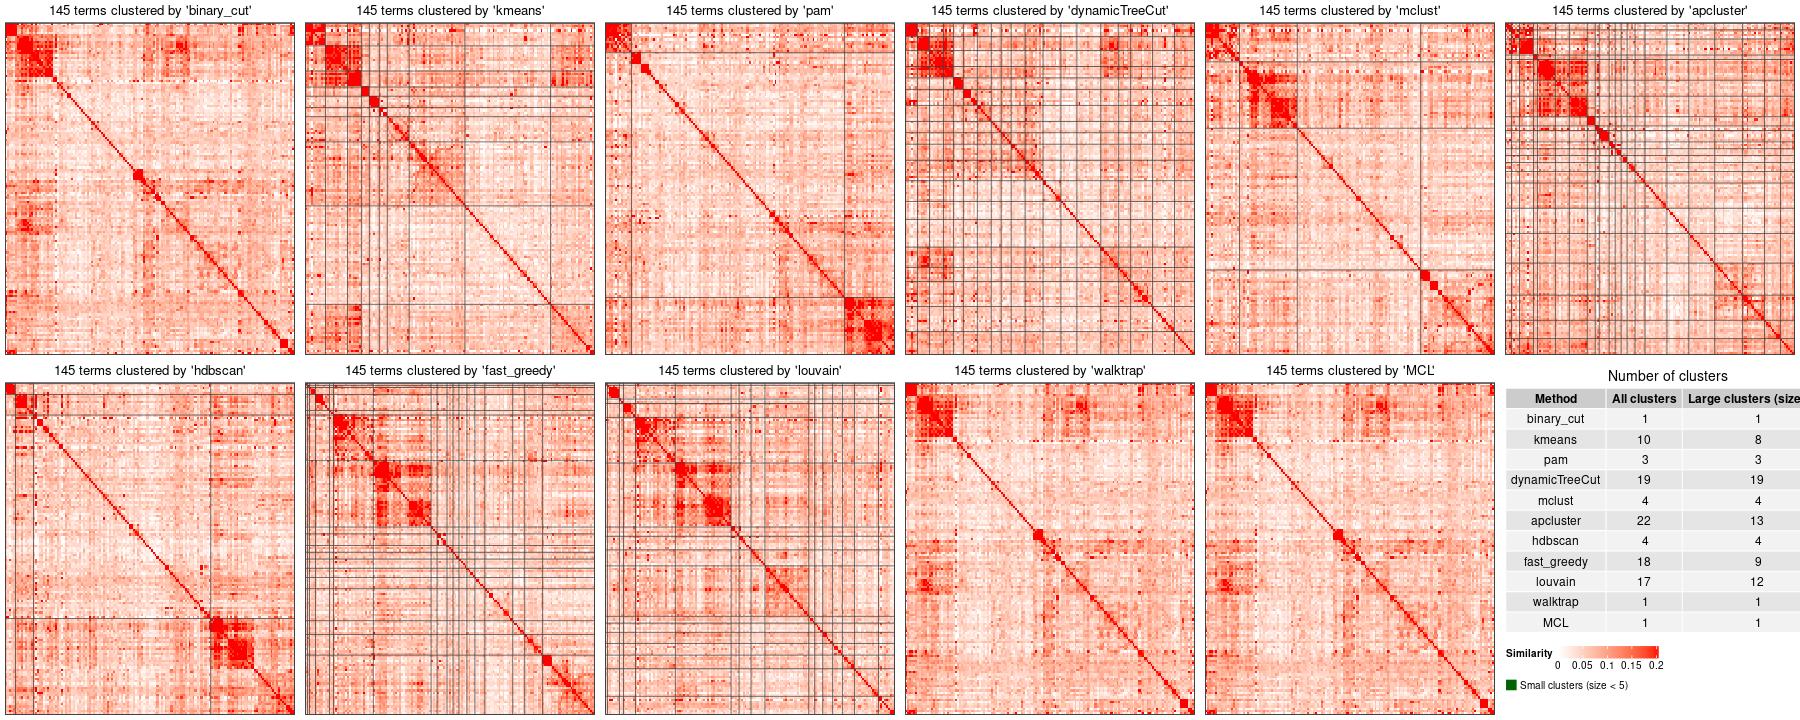 145 terms clustered by 'binary_cut'
145 terms clustered by 'kmeans'
145 terms clustered by 'pam'
145 terms clustered by 'dynamicTreeCut'
145 terms clustered by 'mclust'
145 terms clustered by 'apcluster'
145 terms clustered by 'hdbscan'
145 terms clustered by 'fast_greedy'
145 terms clustered by 'louvain'
145 terms clustered by 'walktrap'
145 terms clustered by 'MCL'
Number of clusters
Method All clusters Large clusters (size
binary_cut 1 1
kmeans 10 8
pam 3 3
dynamicTreeCut 19 19
mclust 4 4
apcluster 22 13
hdbscan 4 4
fast_greedy 18 9
louvain 17 12
walktrap 1 1
MCL 1 1
Similarity
0 0.05 0.1 0.15 0.2
Small clusters (size < 5)